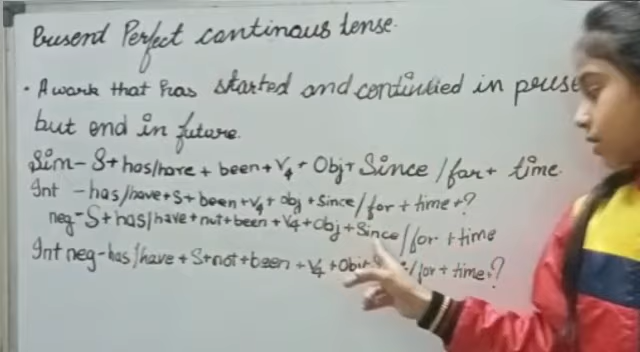 Presend Perfect continous tense.
• A work that has started and continued in prese
but end in future.
Sim - S + has/have + been + V4 + Obj + Since / for + time.
Int - has/have + S + been + V4 + obj + since / for + time + ?
neg - S + has/have + not + been + V4 + Obj + Since / for + time
Int neg - has/have + S + not + been + V4 + Obj + / for + time + ?